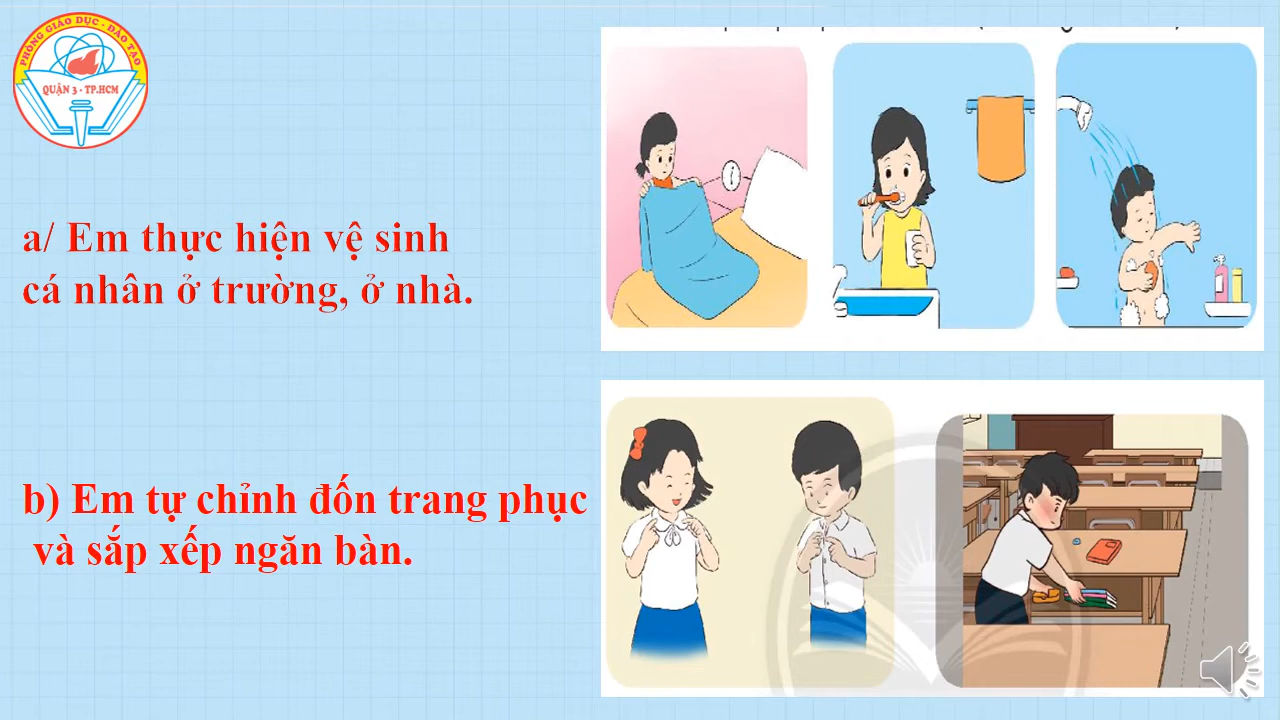 PHÒNG GIÁO DỤC - ĐÀO TẠO
QUẬN 3 - TP.HCM
a/ Em thực hiện vệ sinh
cá nhân ở trường, ở nhà.
b) Em tự chỉnh đốn trang phục
và sắp xếp ngăn bàn.